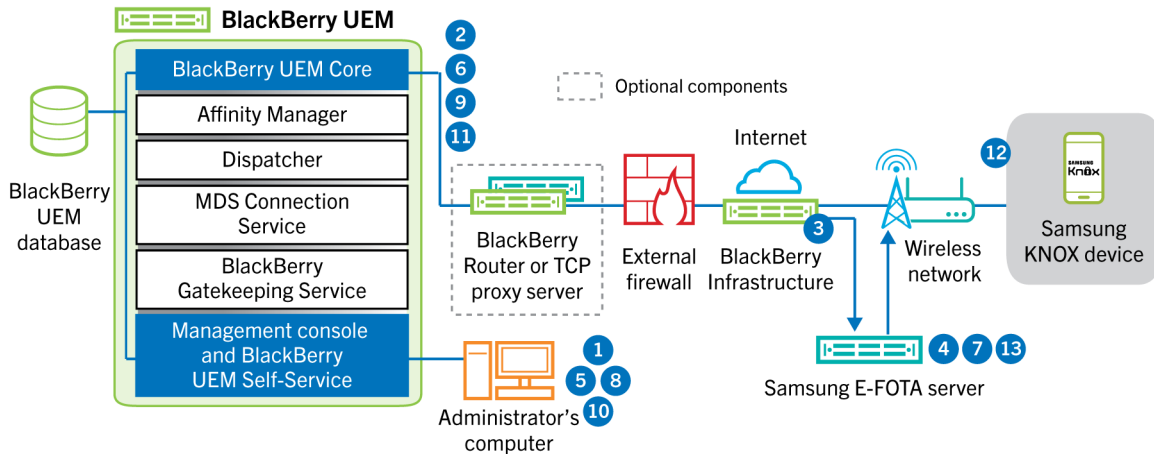 BlackBerry UEM
2
BlackBerry UEM Core
6
Optional components
9
Affinity Manager
11
Dispatcher
MDS Connection
Service
BlackBerry
Gatekeeping Service
Management console
and BlackBerry
UEM Self-Service
BlackBerry
UEM
database
BlackBerry
Router or TCP
proxy server
External
firewall
Internet
3
BlackBerry
Infrastructure
Wireless
network
12
SAMSUNG
Knox
Samsung
KNOX device
1
5 8
10
Administrator's
computer
4 7 13
Samsung E-FOTA server